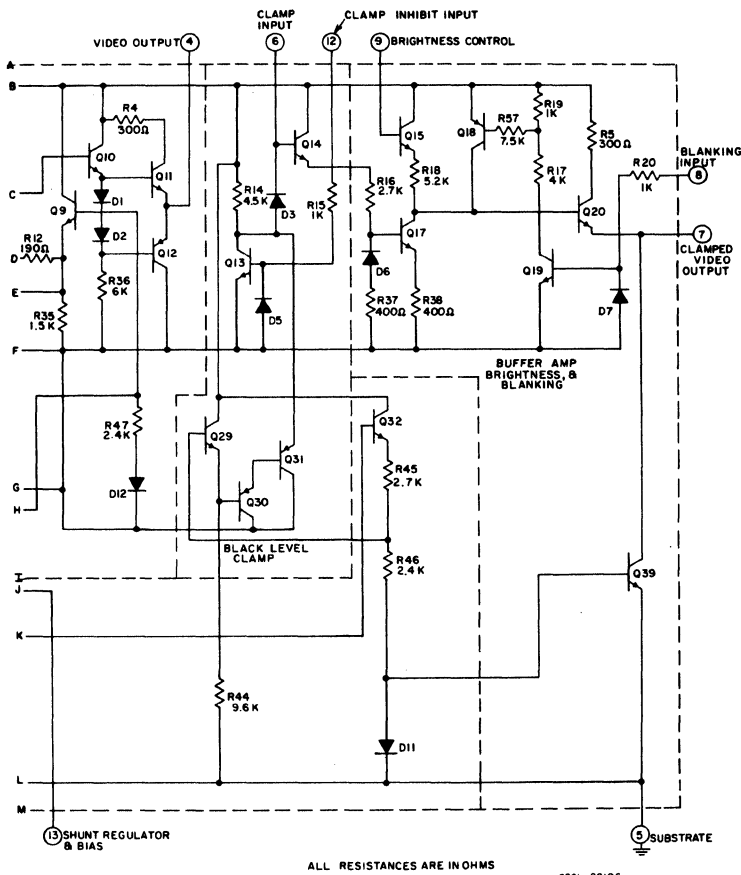 CLAMP INPUT
CLAMP INHIBIT INPUT
VIDEO OUTPUT 4
6
12
9 BRIGHTNESS CONTROL
A
B
R4
300Ω
Q10
Q11
C
D1
Q9
D2
Q12
R12
190Ω
D
R36
6K
E
R35
1.5K
F
Q14
R14
4.5K
D3
R15
1K
Q13
D5
Q15
R18
5.2K
R16
2.7K
Q17
D6
R37
400Ω
R38
400Ω
Q18
R57
7.5K
R19
1K
R17
4K
R5
300Ω
Q20
R20
1K
BLANKING
INPUT
8
7
CLAMPED
VIDEO
OUTPUT
Q19
D7
BUFFER AMP
BRIGHTNESS, &
BLANKING
R47
2.4K
D12
G
H
Q29
Q31
Q30
BLACK LEVEL
CLAMP
Q32
R45
2.7K
R46
2.4K
Q39
I
J
K
R44
9.6K
D11
L
M
13 SHUNT REGULATOR
& BIAS
5 SUBSTRATE
ALL RESISTANCES ARE IN OHMS